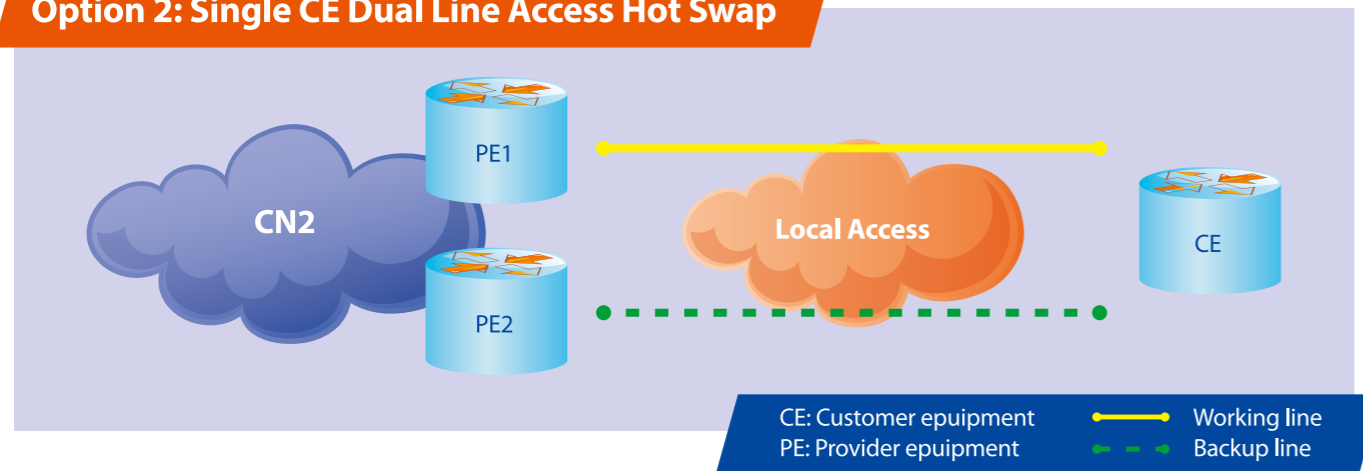 Option 2: Single CE Dual Line Access Hot Swap
PE1
CN2
Local Access
CE
PE2
CE: Customer epuipment
Working line
PE: Provider epuipment
Backup line